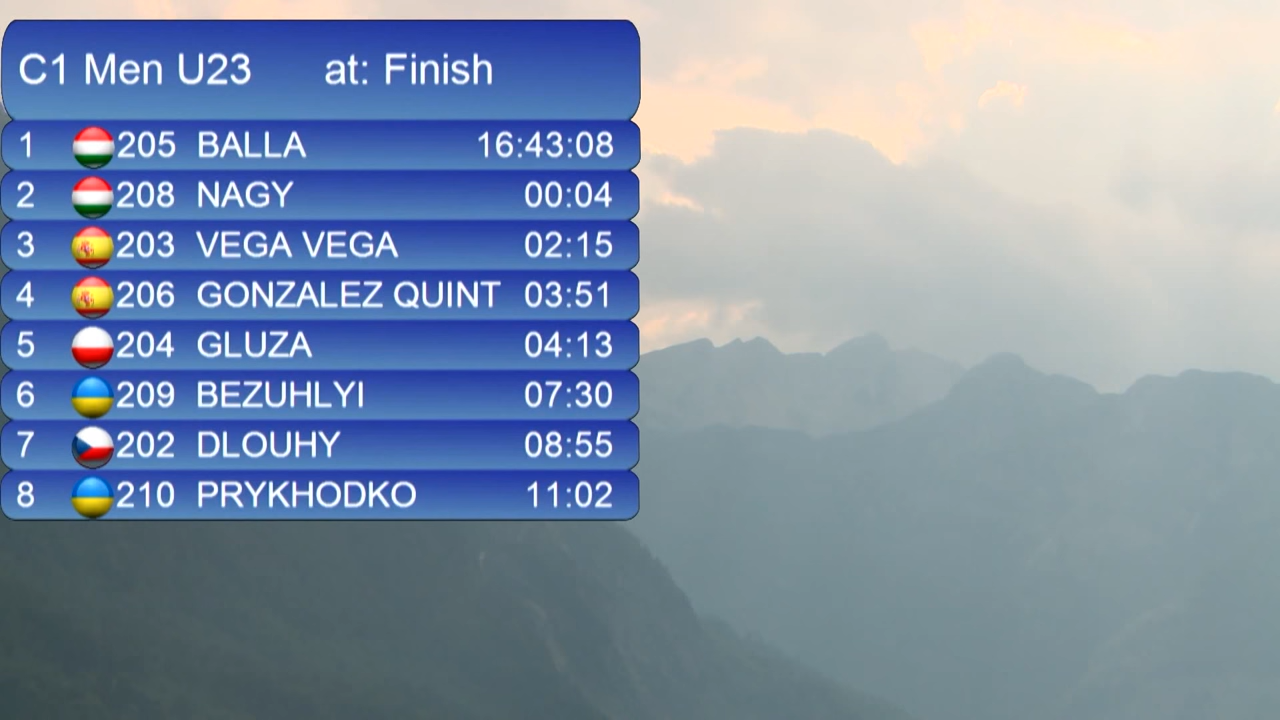 C1 Men U23 at: Finish
1 205 BALLA 16:43:08
2 208 NAGY 00:04
3 203 VEGA VEGA 02:15
4 206 GONZALEZ QUINT 03:51
5 204 GLUZA 04:13
6 209 BEZUHLYI 07:30
7 202 DLOUHY 08:55
8 210 PRYKHODKO 11:02